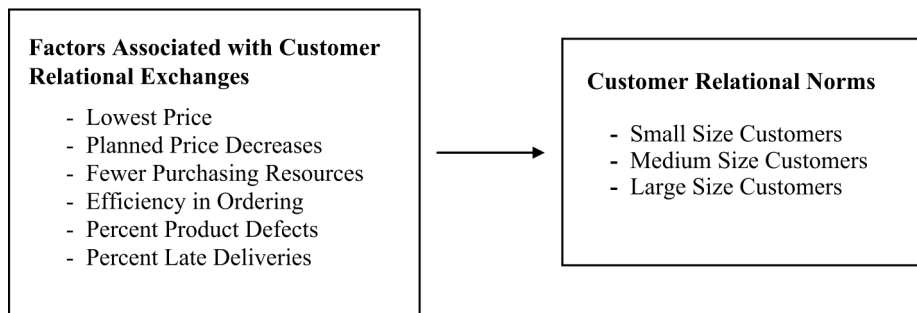 Factors Associated with Customer
Relational Exchanges
- Lowest Price
- Planned Price Decreases
- Fewer Purchasing Resources
- Efficiency in Ordering
- Percent Product Defects
- Percent Late Deliveries
Customer Relational Norms
- Small Size Customers
- Medium Size Customers
- Large Size Customers